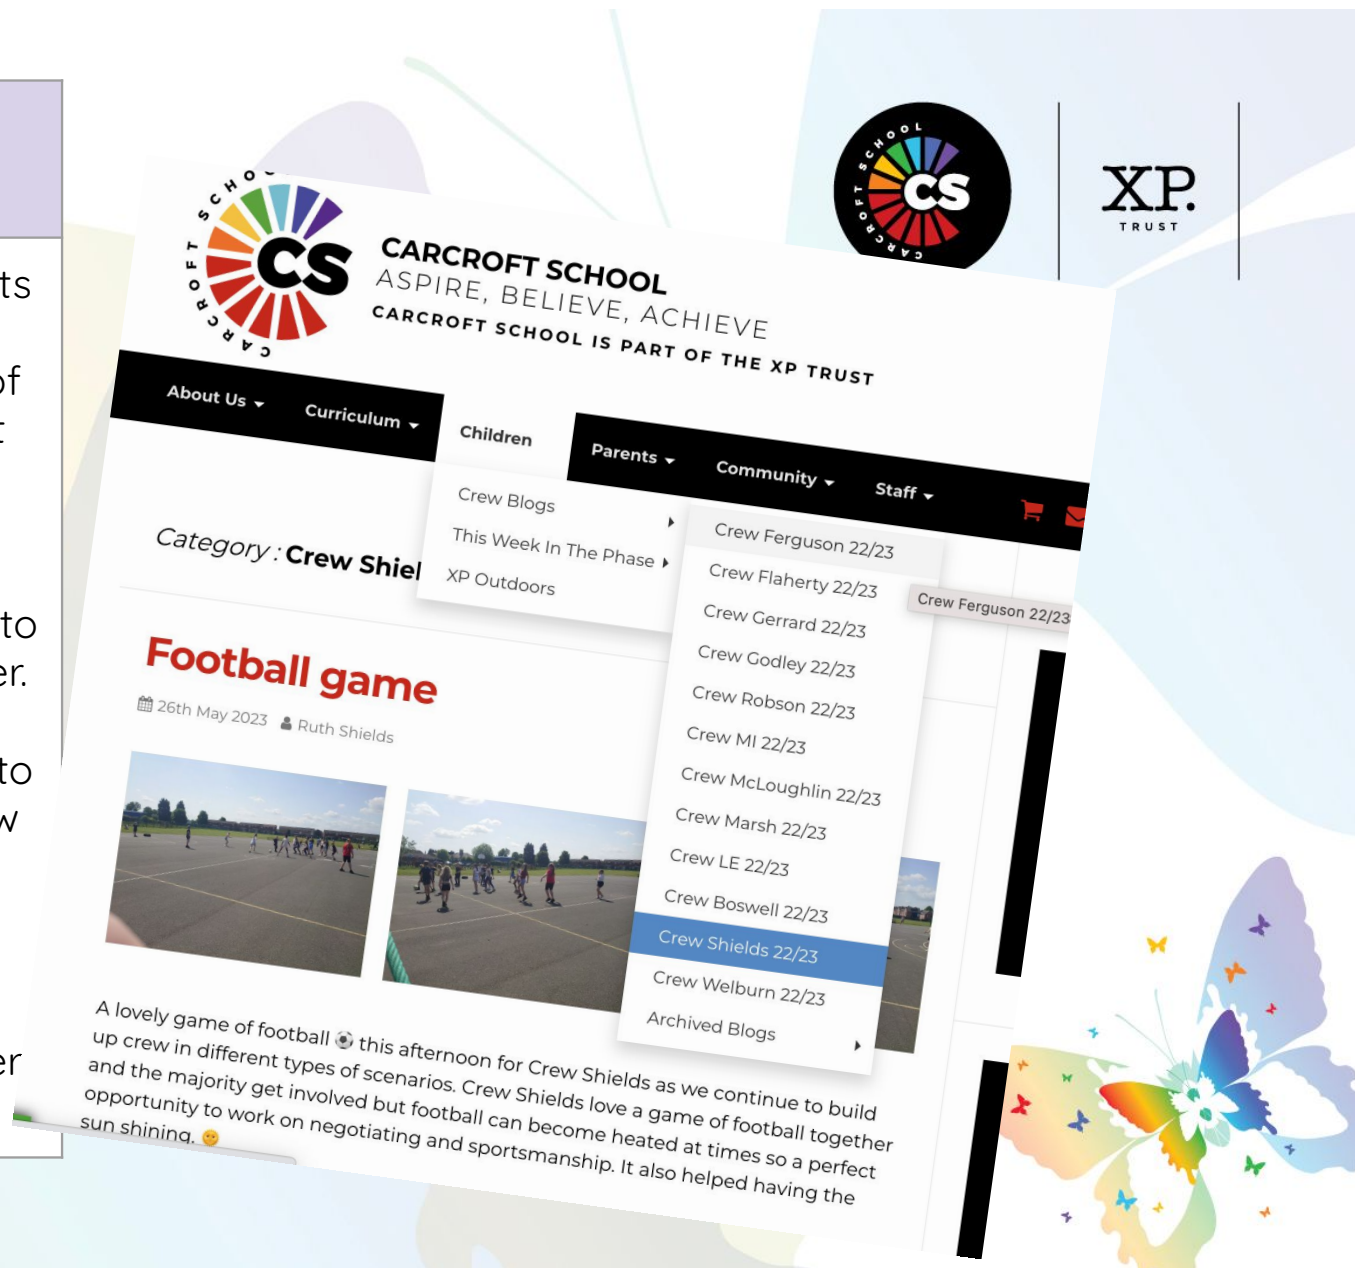 ts
of
t
to
er.
to
w
er
CARCROFT SCHOOL
CS
XP.
TRUST
CARCROFT SCHOOL
CS
CARCROFT SCHOOL
ASPIRE, BELIEVE, ACHIEVE
CARCROFT SCHOOL IS PART OF THE XP TRUST
About Us
Curriculum
Children
Parents
Community
Staff
Crew Blogs
This Week In The Phase
XP Outdoors
Crew Ferguson 22/23
Crew Flaherty 22/23
Crew Gerrard 22/23
Crew Godley 22/23
Crew Robson 22/23
Crew MI 22/23
Crew McLoughlin 22/23
Crew Marsh 22/23
Crew LE 22/23
Crew Boswell 22/23
Crew Shields 22/23
Crew Welburn 22/23
Archived Blogs
Crew Ferguson 22/23
Category : Crew Shiel
Football game
26th May 2023 Ruth Shields
A lovely game of football ⚽ this afternoon for Crew Shields as we continue to build
up crew in different types of scenarios. Crew Shields love a game of football together
and the majority get involved but football can become heated at times so a perfect
opportunity to work on negotiating and sportsmanship. It also helped having the
sun shining. 🌞